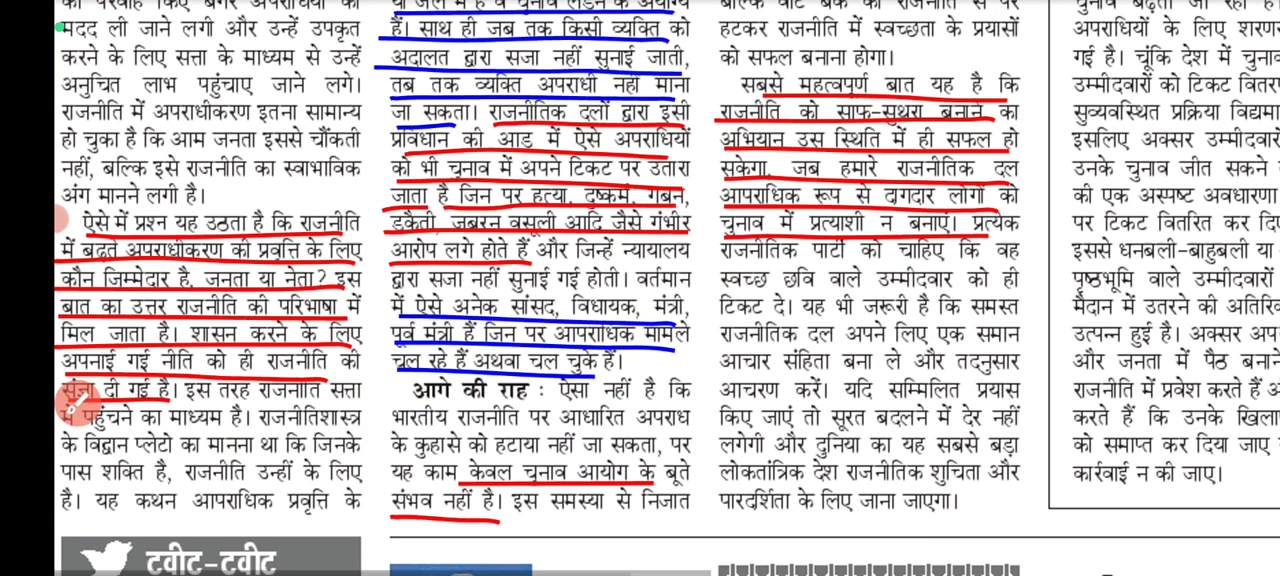 की परवाह किए बगैर अपराधियों की
मदद ली जाने लगी और उन्हें उपकृत
करने के लिए सत्ता के माध्यम से उन्हें
अनुचित लाभ पहुंचाए जाने लगे।
राजनीति में अपराधीकरण इतना सामान्य
हो चुका है कि आम जनता इससे चौंकती
नहीं, बल्कि इसे राजनीति का स्वाभाविक
अंग मानने लगी है।
ऐसे में प्रश्न यह उठता है कि राजनीति
में बढ़ते अपराधीकरण की प्रवृत्ति के लिए
कौन जिम्मेदार है, जनता या नेता? इस
बात का उत्तर राजनीति की परिभाषा में
मिल जाता है। शासन करने के लिए
अपनाई गई नीति को ही राजनीति की
संज्ञा दी गई है। इस तरह राजनीति सत्ता
में पहुंचने का माध्यम है। राजनीतिशास्त्र
के विद्वान प्लेटो का मानना था कि जिनके
पास शक्ति है, राजनीति उन्हीं के लिए
है। यह कथन आपराधिक प्रवृत्ति के
ट्वीट-ट्वीट
या जेल में हैं वे चुनाव लड़ने के अयोग्य
हैं। साथ ही जब तक किसी व्यक्ति को
अदालत द्वारा सजा नहीं सुनाई जाती,
तब तक व्यक्ति अपराधी नहीं माना
जा सकता। राजनीतिक दलों द्वारा इसी
प्रविधान की आड़ में ऐसे अपराधियों
को भी चुनाव में अपने टिकट पर उतारा
जाता है जिन पर हत्या, दुष्कर्म, गबन,
डकैती, जबरन वसूली आदि जैसे गंभीर
आरोप लगे होते हैं और जिन्हें न्यायालय
द्वारा सजा नहीं सुनाई गई होती। वर्तमान
में ऐसे अनेक सांसद, विधायक, मंत्री,
पूर्व मंत्री हैं जिन पर आपराधिक मामले
चल रहे हैं अथवा चल चुके हैं।
आगे की राह : ऐसा नहीं है कि
भारतीय राजनीति पर आधारित अपराध
के कुहासे को हटाया नहीं जा सकता, पर
यह काम केवल चुनाव आयोग के बूते
संभव नहीं है। इस समस्या से निजात
बल्कि वोट बैंक की राजनीति से परे
हटकर राजनीति में स्वच्छता के प्रयासों
को सफल बनाना होगा।
सबसे महत्वपूर्ण बात यह है कि
राजनीति को साफ-सुथरा बनाने का
अभियान उस स्थिति में ही सफल हो
सकेगा, जब हमारे राजनीतिक दल
आपराधिक रूप से दागदार लोगों को
चुनाव में प्रत्याशी न बनाएं। प्रत्येक
राजनीतिक पार्टी को चाहिए कि वह
स्वच्छ छवि वाले उम्मीदवार को ही
टिकट दे। यह भी जरूरी है कि समस्त
राजनीतिक दल अपने लिए एक समान
आचार संहिता बना ले और तदनुसार
आचरण करें। यदि सम्मिलित प्रयास
किए जाएं तो सूरत बदलने में देर नहीं
लगेगी और दुनिया का यह सबसे बड़ा
लोकतांत्रिक देश राजनीतिक शुचिता और
पारदर्शिता के लिए जाना जाएगा।
चुनाव बढ़ता जा रहा
अपराधियों के लिए शरण
गई है। चूंकि देश में चुनाव
उम्मीदवारों को टिकट वितर
सुव्यवस्थित प्रक्रिया विद्यमा
इसलिए अक्सर उम्मीदवारों
उनके चुनाव जीत सकने
की एक अस्पष्ट अवधारणा
पर टिकट वितरित कर दि
इससे धनबली-बाहुबली या
पृष्ठभूमि वाले उम्मीदवारों
मैदान में उतरने की अतिरि
उत्पन्न हुई है। अक्सर अप
और जनता में पैठ बनाने
राजनीति में प्रवेश करते हैं
करते हैं कि उनके खिला
को समाप्त कर दिया जाए
कार्रवाई न की जाए।